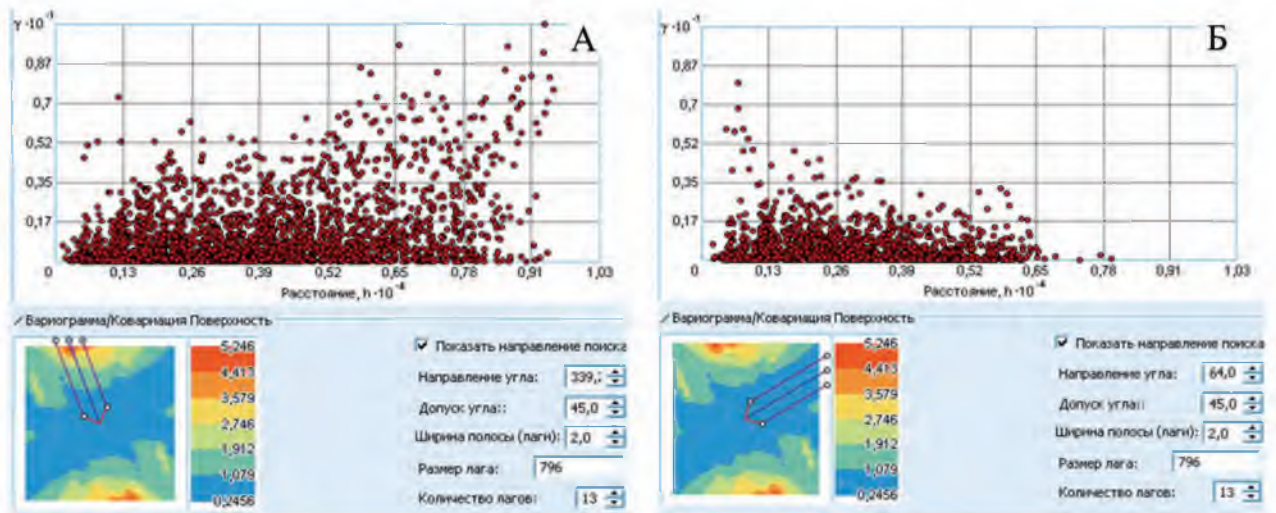 γ ·10⁻¹
А
0,87
0,7
0,52
0,35
0,17
0 0,13 0,26 0,39 0,52 0,65 0,78 0,91 1,03
Расстояние, h ·10⁻⁴
Вариограмма/Ковариация Поверхность
5,246
4,413
3,579
2,746
1,912
1,079
0,2456
Показать направление поиска
Направление угла: 339,
Допуск угла:: 45,0
Ширина полосы (лаги): 2,0
Размер лага: 796
Количество лагов: 13
γ ·10⁻¹
Б
0,87
0,7
0,52
0,35
0,17
0 0,13 0,26 0,39 0,52 0,65 0,78 0,91 1,03
Расстояние, h ·10⁻⁴
Вариограмма/Ковариация Поверхность
5,246
4,413
3,579
2,746
1,912
1,079
0,2456
Показать направление поиска
Направление угла: 64,0
Допуск угла:: 45,0
Ширина полосы (лаги): 2,0
Размер лага: 796
Количество лагов: 13